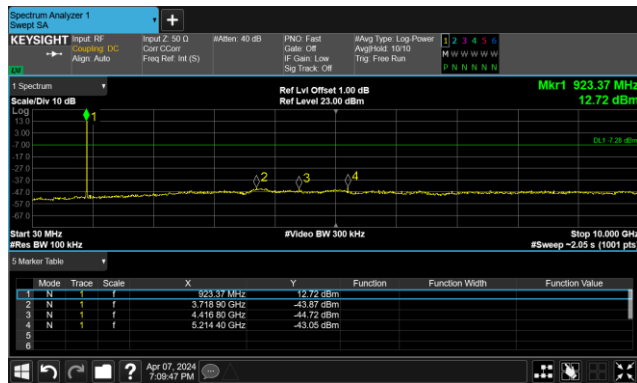 Spectrum Analyzer 1
Swept SA
+
KEYSIGHT
Input: RF
Coupling: DC
Align: Auto
Input Z: 50 Ω
Corr CCorr
Freq Ref: Int (S)
#Atten: 40 dB
PNO: Fast
Gate: Off
IF Gain: Low
Sig Track: Off
#Avg Type: Log-Power
Avg|Hold: 10/10
Trig: Free Run
1 2 3 4 5 6
M W W W W W
P N N N N N
1 Spectrum
Scale/Div 10 dB
Ref Lvl Offset 1.00 dB
Ref Level 23.00 dBm
Mkr1 923.37 MHz
12.72 dBm
Log
13.0
3.00
-7.00
-17.0
-27.0
-37.0
-47.0
-57.0
-67.0
1
2
3
4
DL1 -7.28 dBm
Start 30 MHz
#Res BW 100 kHz
#Video BW 300 kHz
Stop 10.000 GHz
#Sweep ~2.05 s (1001 pts)
5 Marker Table
Mode Trace Scale X Y Function Function Width Function Value
1 N 1 f 923.37 MHz 12.72 dBm
2 N 1 f 3.718 90 GHz -43.87 dBm
3 N 1 f 4.416 80 GHz -44.72 dBm
4 N 1 f 5.214 40 GHz -43.05 dBm
5
6
?
Apr 07, 2024
7:09:47 PM